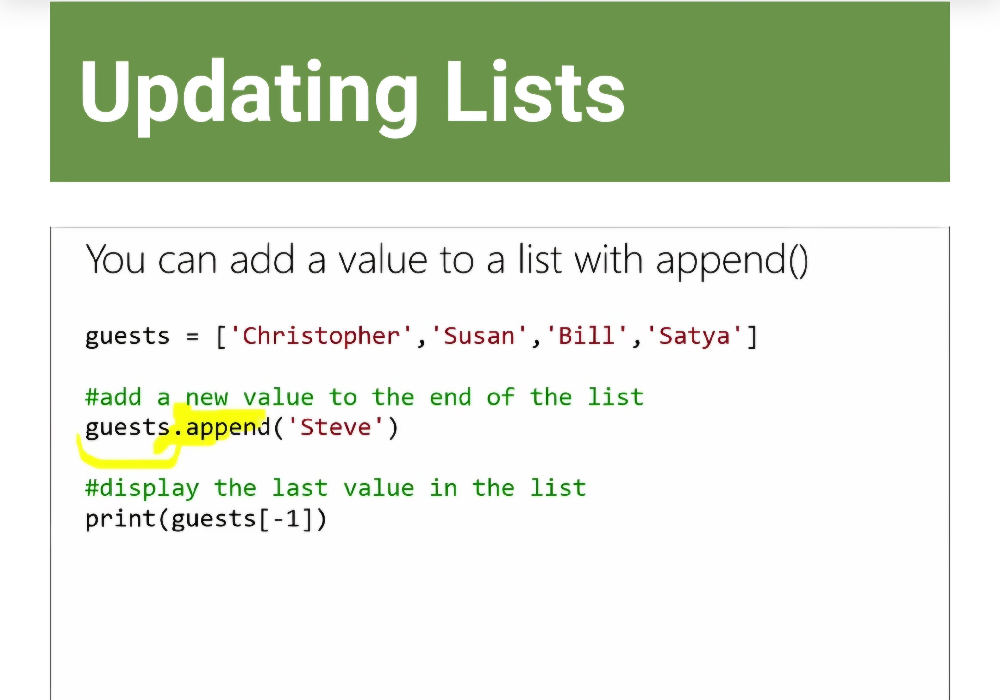 Updating Lists
You can add a value to a list with append()
guests = ['Christopher','Susan','Bill','Satya']
#add a new value to the end of the list
guests.append('Steve')
#display the last value in the list
print(guests[-1])